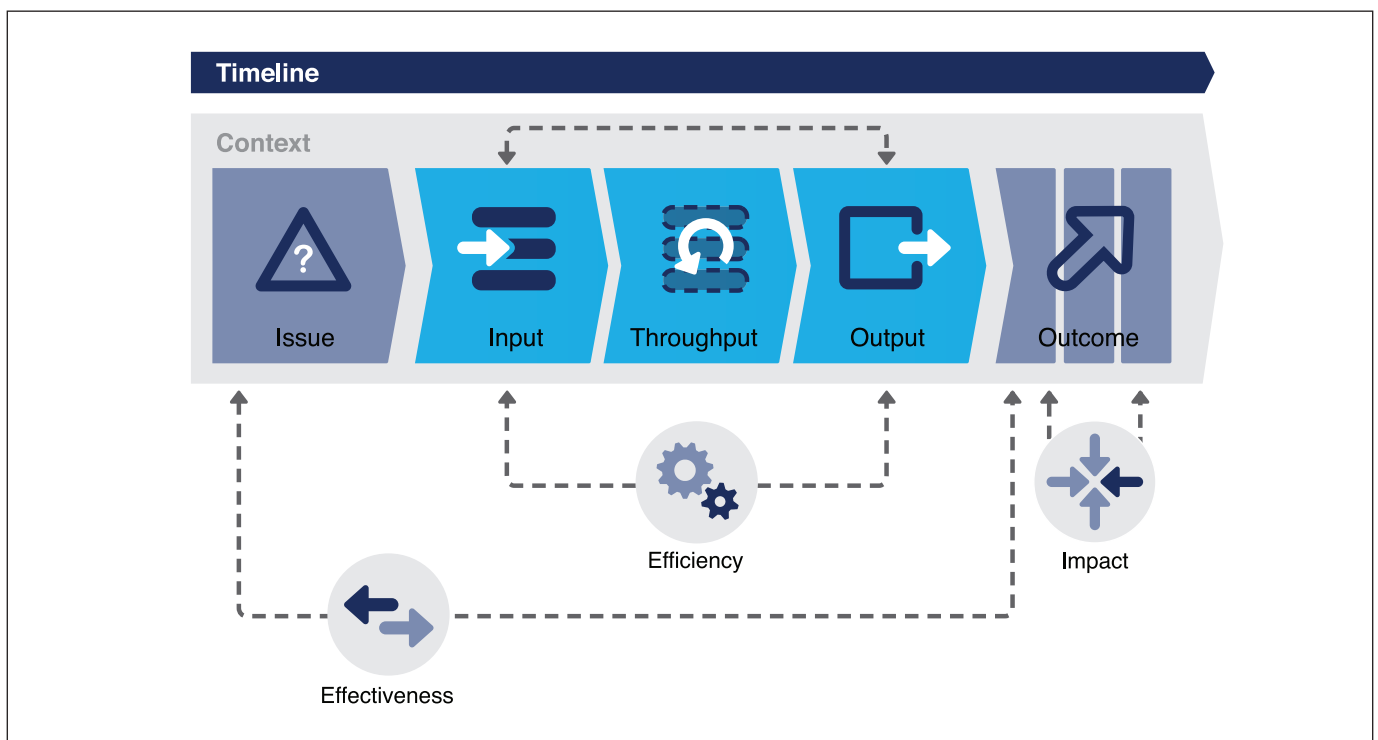 Timeline
Context
?
Issue
Input
Throughput
Output
Outcome
Efficiency
Impact
Effectiveness